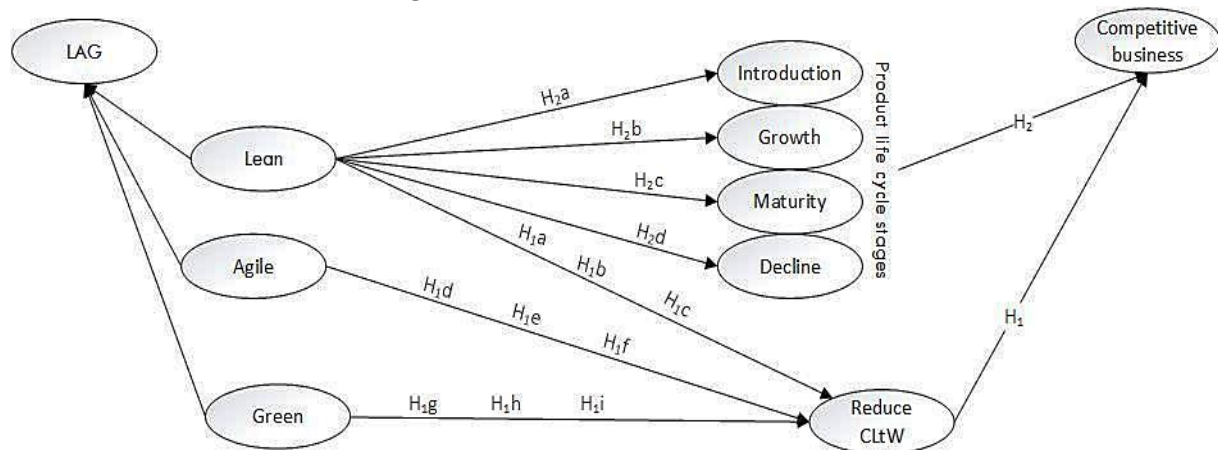 LAG
Competitive
business
Introduction
Growth
Maturity
Decline
Product life cycle stages
Lean
Agile
Green
Reduce
CLtW
H₂a
H₂b
H₂c
H₂d
H₁a
H₁b
H₁c
H₁d
H₁e
H₁f
H₁g
H₁h
H₁i
H₂
H₁